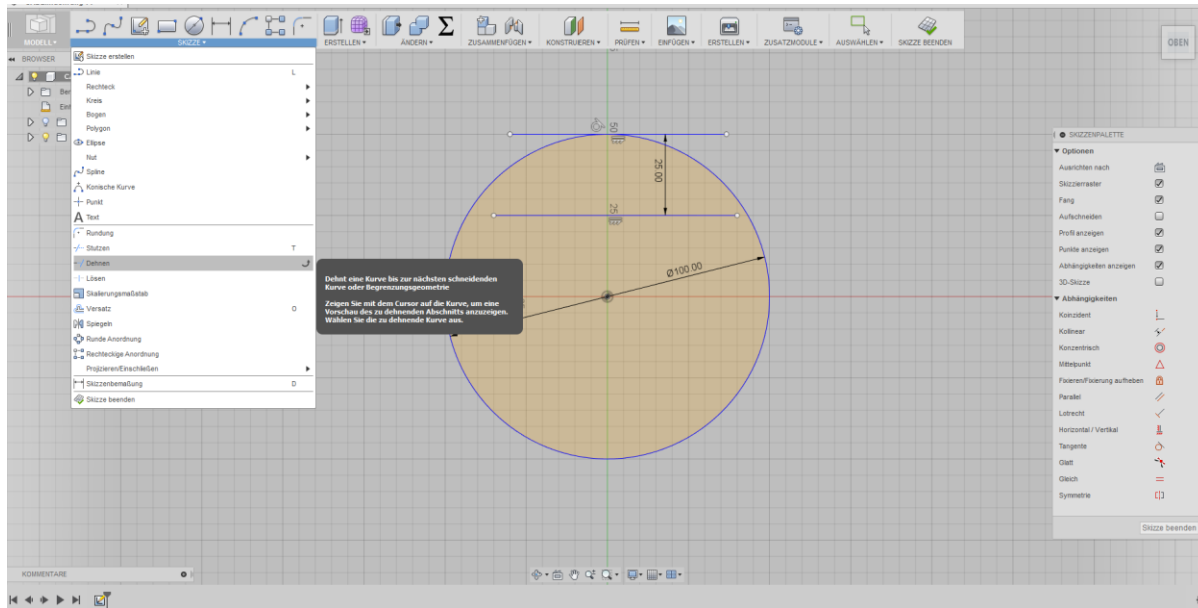 MODELL ▾
SKIZZE ▾
ERSTELLEN ▾
ÄNDERN ▾
ZUSAMMENFÜGEN ▾
KONSTRUIEREN ▾
PRÜFEN ▾
EINFÜGEN ▾
ERSTELLEN ▾
ZUSATZMODULE ▾
AUSWÄHLEN ▾
SKIZZE BEENDEN
OBEN
BROWSER
Skizze erstellen
Linie L
Rechteck
Kreis
Bogen
Polygon
Ellipse
Nut
Spline
Konische Kurve
Punkt
Text
Rundung
Stutzen T
Dehnen
Lösen
Skalierungsmaßstab
Versatz O
Spiegeln
Runde Anordnung
Rechteckige Anordnung
Projizieren/Einschließen
Skizzenbemaßung D
Skizze beenden
Dehnt eine Kurve bis zur nächsten schneidenden
Kurve oder Begrenzungsgeometrie
Zeigen Sie mit dem Cursor auf die Kurve, um eine
Vorschau des zu dehnenden Abschnitts anzuzeigen.
Wählen Sie die zu dehnende Kurve aus.
50
25.00
25
Ø100.00
SKIZZENPALETTE
Optionen
Ausrichten nach
Skizzierraster
Fang
Aufschneiden
Profil anzeigen
Punkte anzeigen
Abhängigkeiten anzeigen
3D-Skizze
Abhängigkeiten
Koinzident
Kollinear
Konzentrisch
Mittelpunkt
Fixieren/Fixierung aufheben
Parallel
Lotrecht
Horizontal / Vertikal
Tangente
Glatt
Gleich
Symmetrie
Skizze beenden
KOMMENTARE